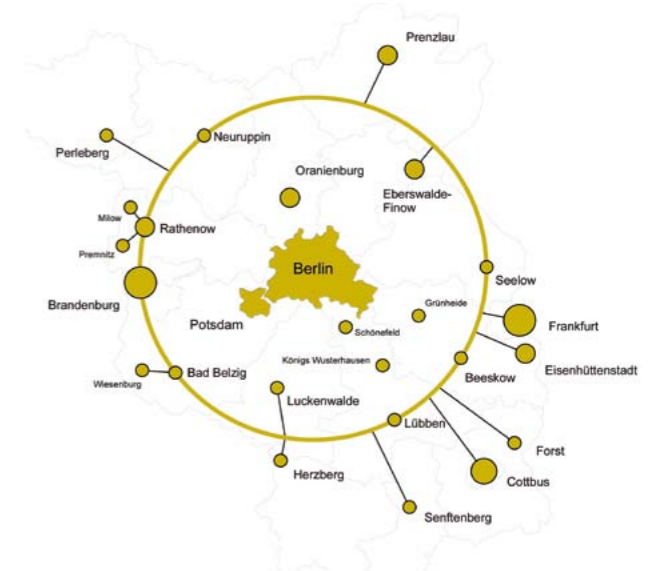 Prenzlau
Neuruppin
Perleberg
Oranienburg
Eberswalde-
Finow
Milow
Rathenow
Premnitz
Berlin
Seelow
Brandenburg
Grünheide
Potsdam
Schönefeld
Frankfurt
Königs Wusterhausen
Beeskow
Eisenhüttenstadt
Bad Belzig
Wiesenburg
Luckenwalde
Lübben
Forst
Herzberg
Cottbus
Senftenberg